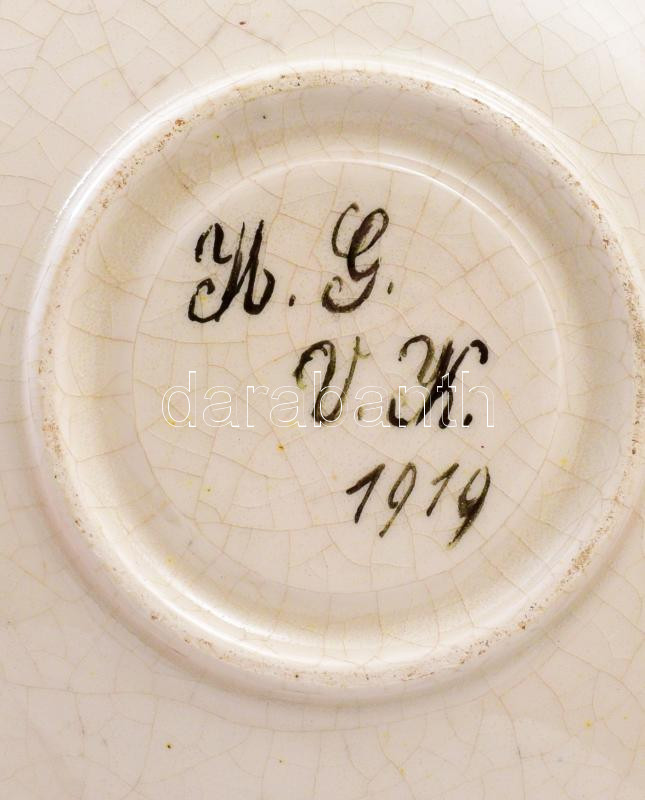 H. G.
V. K.
darabanth
1919